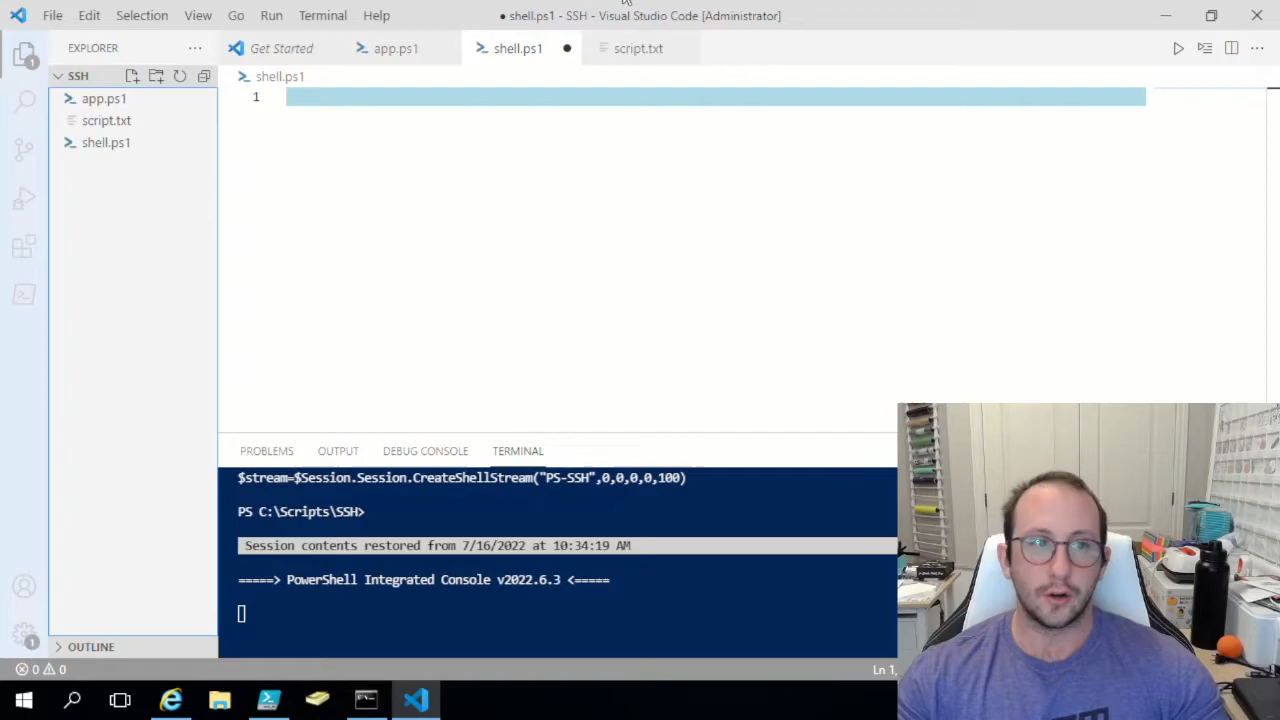 File Edit Selection View Go Run Terminal Help
● shell.ps1 - SSH - Visual Studio Code [Administrator]
EXPLORER
Get Started
app.ps1
shell.ps1
script.txt
SSH
app.ps1
script.txt
shell.ps1
shell.ps1
1
PROBLEMS OUTPUT DEBUG CONSOLE TERMINAL
$stream=$Session.Session.CreateShellStream("PS-SSH",0,0,0,0,100)
PS C:\Scripts\SSH>
Session contents restored from 7/16/2022 at 10:34:19 AM
=====> PowerShell Integrated Console v2022.6.3 <=====
OUTLINE
1
1
0 0
Ln 1,